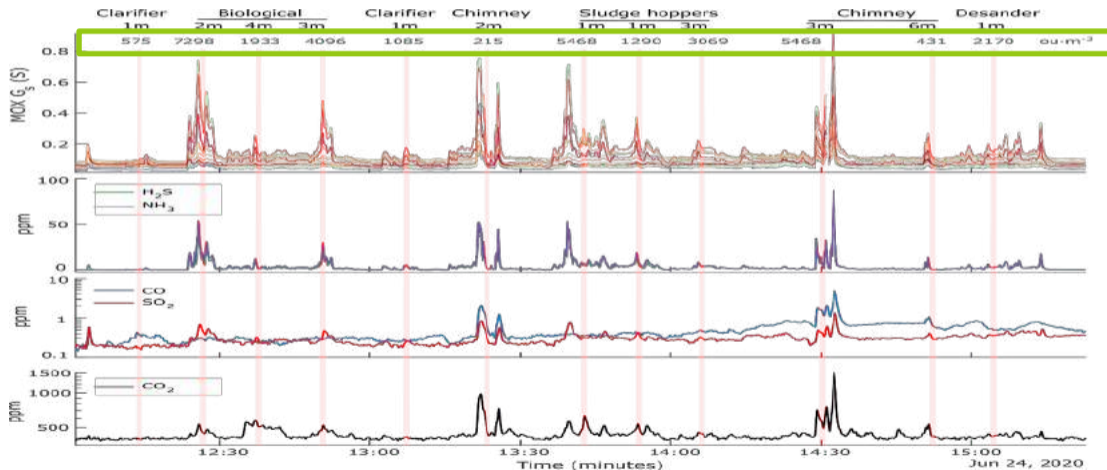 Clarifier Biological Clarifier Chimney Sludge hoppers Chimney Desander
1m 2m 4m 3m 1m 2m 1m 1m 3m 3m 6m 1m
575 7298 1933 4096 1085 215 5468 1290 3069 5468 431 2170 ou·m⁻³
0.8
0.6
0.4
0.2
MOX Gs (S)
100
50
0
ppm
H₂S
NH₃
10
1
0.1
ppm
CO
SO₂
1500
1000
500
ppm
CO₂
12:30 13:00 13:30 14:00 14:30 15:00
Time (minutes) Jun 24, 2020